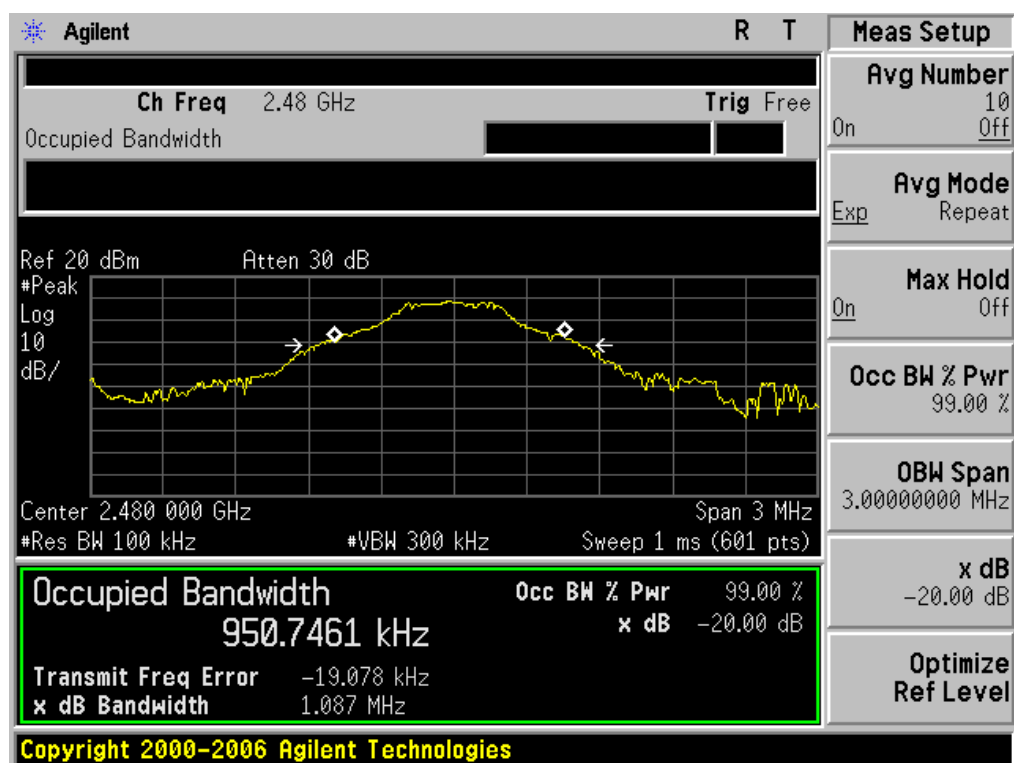 Agilent R T Meas Setup
Ch Freq 2.48 GHz Trig Free
Occupied Bandwidth
Avg Number
10
On Off
Avg Mode
Exp Repeat
Max Hold
On Off
Occ BW % Pwr
99.00 %
OBW Span
3.00000000 MHz
x dB
-20.00 dB
Optimize
Ref Level
Ref 20 dBm Atten 30 dB
#Peak
Log
10
dB/
Center 2.480 000 GHz Span 3 MHz
#Res BW 100 kHz #VBW 300 kHz Sweep 1 ms (601 pts)
Occupied Bandwidth Occ BW % Pwr 99.00 %
950.7461 kHz x dB -20.00 dB
Transmit Freq Error -19.078 kHz
x dB Bandwidth 1.087 MHz
Copyright 2000-2006 Agilent Technologies